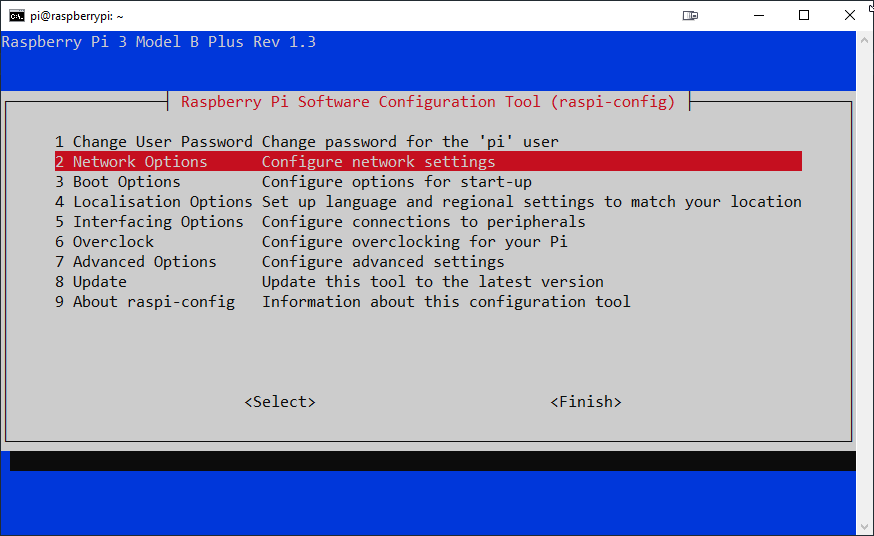 pi@raspberrypi: ~
Raspberry Pi 3 Model B Plus Rev 1.3
Raspberry Pi Software Configuration Tool (raspi-config)
1 Change User Password Change password for the 'pi' user
2 Network Options Configure network settings
3 Boot Options Configure options for start-up
4 Localisation Options Set up language and regional settings to match your location
5 Interfacing Options Configure connections to peripherals
6 Overclock Configure overclocking for your Pi
7 Advanced Options Configure advanced settings
8 Update Update this tool to the latest version
9 About raspi-config Information about this configuration tool
<Select> <Finish>